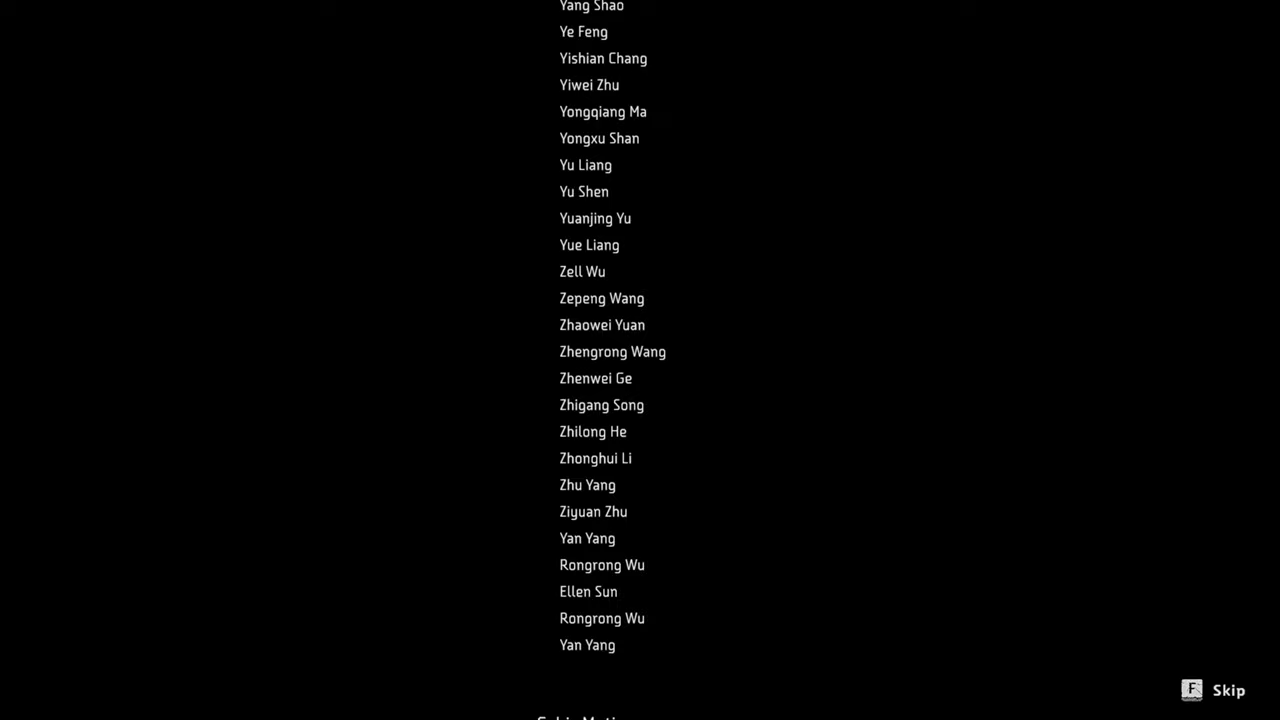 Yang Shao
Ye Feng
Yishian Chang
Yiwei Zhu
Yongqiang Ma
Yongxu Shan
Yu Liang
Yu Shen
Yuanjing Yu
Yue Liang
Zell Wu
Zepeng Wang
Zhaowei Yuan
Zhengrong Wang
Zhenwei Ge
Zhigang Song
Zhilong He
Zhonghui Li
Zhu Yang
Ziyuan Zhu
Yan Yang
Rongrong Wu
Ellen Sun
Rongrong Wu
Yan Yang
F Skip